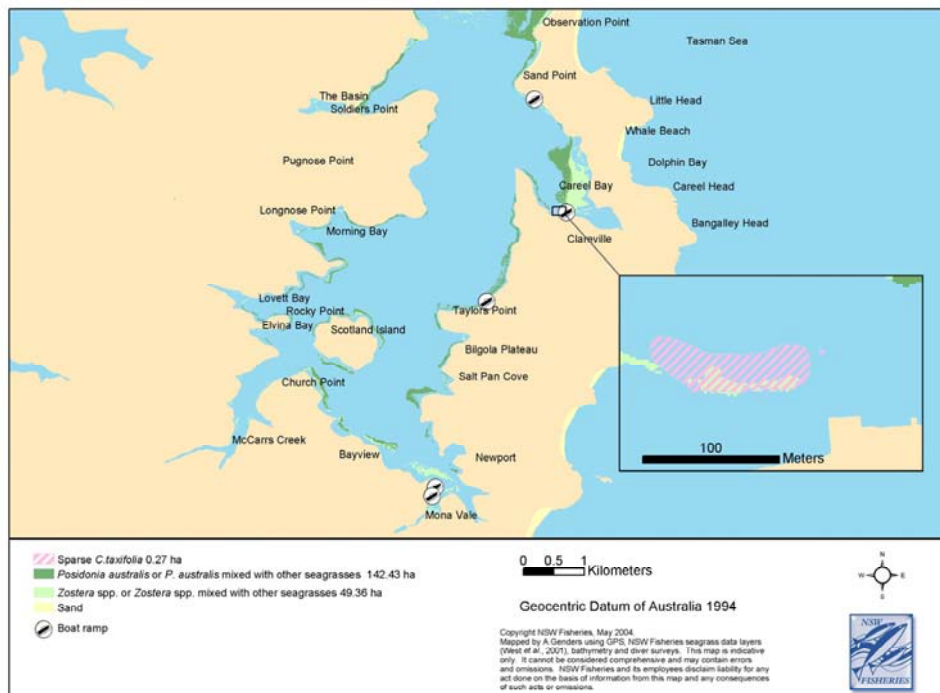 Observation Point
Tasman Sea
Sand Point
The Basin
Soldiers Point
Little Head
Whale Beach
Pugnose Point
Dolphin Bay
Careel Bay
Careel Head
Longnose Point
Bangalley Head
Morning Bay
Clareville
Lovett Bay
Rocky Point
Taylors Point
Elvina Bay
Scotland Island
Bilgola Plateau
Salt Pan Cove
Church Point
McCarrs Creek
Bayview
Newport
Mona Vale
100
Meters
Sparse C.taxifolia 0.27 ha
Posidonia australis or P. australis mixed with other seagrasses 142.43 ha
Zostera spp. or Zostera spp. mixed with other seagrasses 49.36 ha
Sand
Boat ramp
0 0.5 1
Kilometers
Geocentric Datum of Australia 1994
Copyright NSW Fisheries, May 2004.
Mapped by A Genders using GPS, NSW Fisheries seagrass data layers
(West et al., 2001), bathymetry and diver surveys. This map is indicative
only. It cannot be considered comprehensive and may contain errors
and omissions. NSW Fisheries and its employees disclaim liability for any
act done on the basis of information from this map and any consequences
of such acts or omissions.
N
W E
S
NSW
FISHERIES